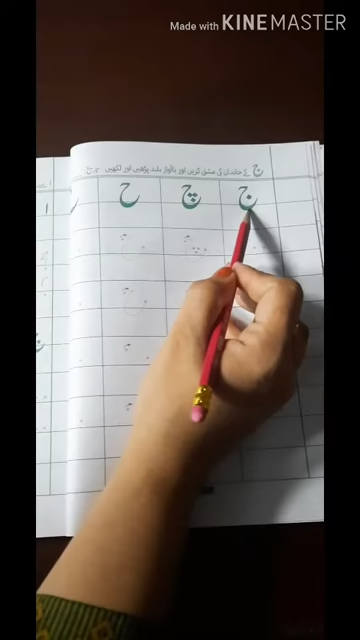 Made with KINEMASTER
ج کے خاندان کی مشق کریں اور باآواز بلند پڑھیں اور لکھیں
ج چ ح